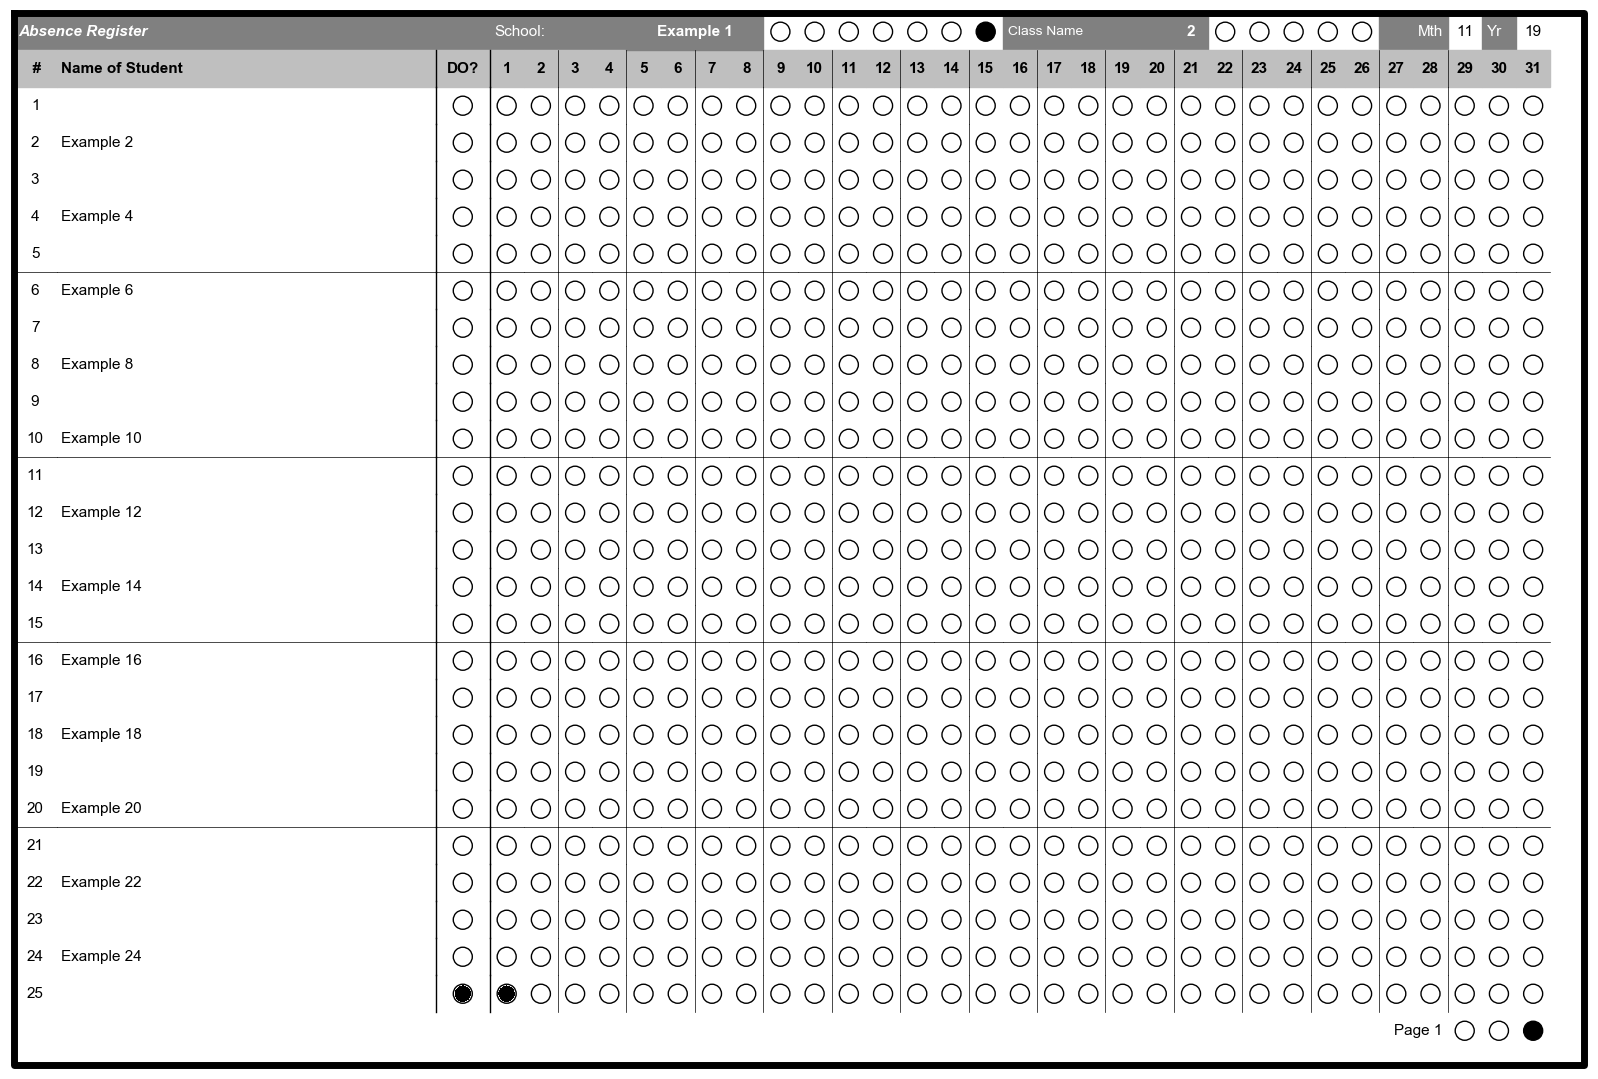 Absence Register School: Example 1 Class Name 2 Mth 11 Yr 19
# Name of Student DO? 1 2 3 4 5 6 7 8 9 10 11 12 13 14 15 16 17 18 19 20 21 22 23 24 25 26 27 28 29 30 31
1
2 Example 2
3
4 Example 4
5
6 Example 6
7
8 Example 8
9
10 Example 10
11
12 Example 12
13
14 Example 14
15
16 Example 16
17
18 Example 18
19
20 Example 20
21
22 Example 22
23
24 Example 24
25
Page 1